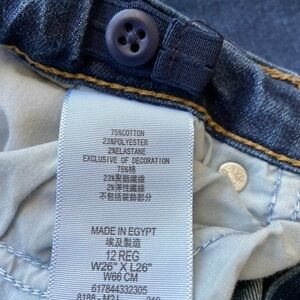 75%COTTON
23%POLYESTER
2%ELASTANE
EXCLUSIVE OF DECORATION
75%棉
23%聚酯纖維
2%彈性纖維
不包括裝飾部分
MADE IN EGYPT
埃及製造
12 REG
W26" X L26"
W66 CM
617844332305